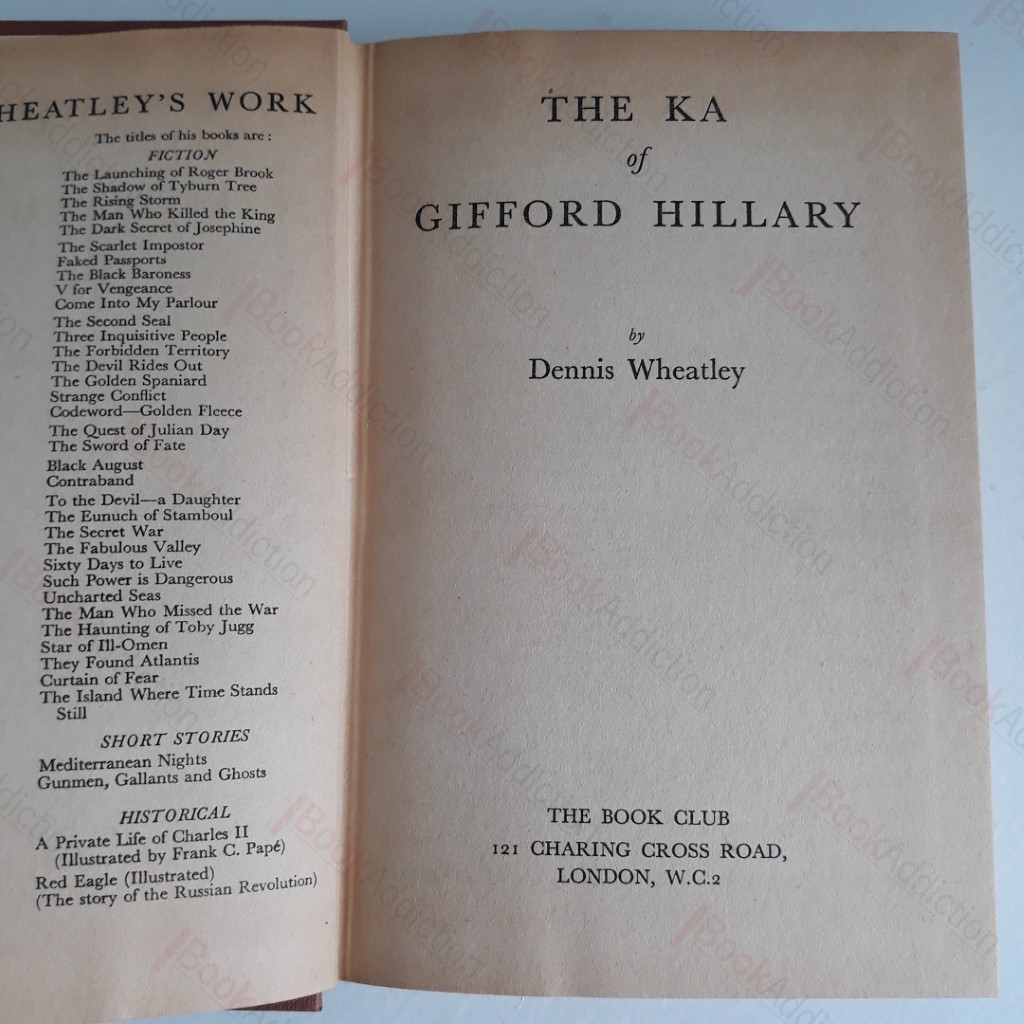 HEATLEY'S WORK
The titles of his books are:
FICTION
The Launching of Roger Brook
The Shadow of Tyburn Tree
The Rising Storm
The Man Who Killed the King
The Dark Secret of Josephine
The Scarlet Impostor
Faked Passports
The Black Baroness
V for Vengeance
Come Into My Parlour
The Second Seal
Three Inquisitive People
The Forbidden Territory
The Devil Rides Out
The Golden Spaniard
Strange Conflict
Codeword—Golden Fleece
The Quest of Julian Day
The Sword of Fate
Black August
Contraband
To the Devil—a Daughter
The Eunuch of Stamboul
The Secret War
The Fabulous Valley
Sixty Days to Live
Such Power is Dangerous
Uncharted Seas
The Man Who Missed the War
The Haunting of Toby Jugg
Star of Ill-Omen
They Found Atlantis
Curtain of Fear
The Island Where Time Stands
Still
SHORT STORIES
Mediterranean Nights
Gunmen, Gallants and Ghosts
HISTORICAL
A Private Life of Charles II
(Illustrated by Frank C. Papé)
Red Eagle (Illustrated)
(The story of the Russian Revolution)
THE KA
of
GIFFORD HILLARY
by
Dennis Wheatley
THE BOOK CLUB
121 CHARING CROSS ROAD,
LONDON, W.C.2
BookAddiction